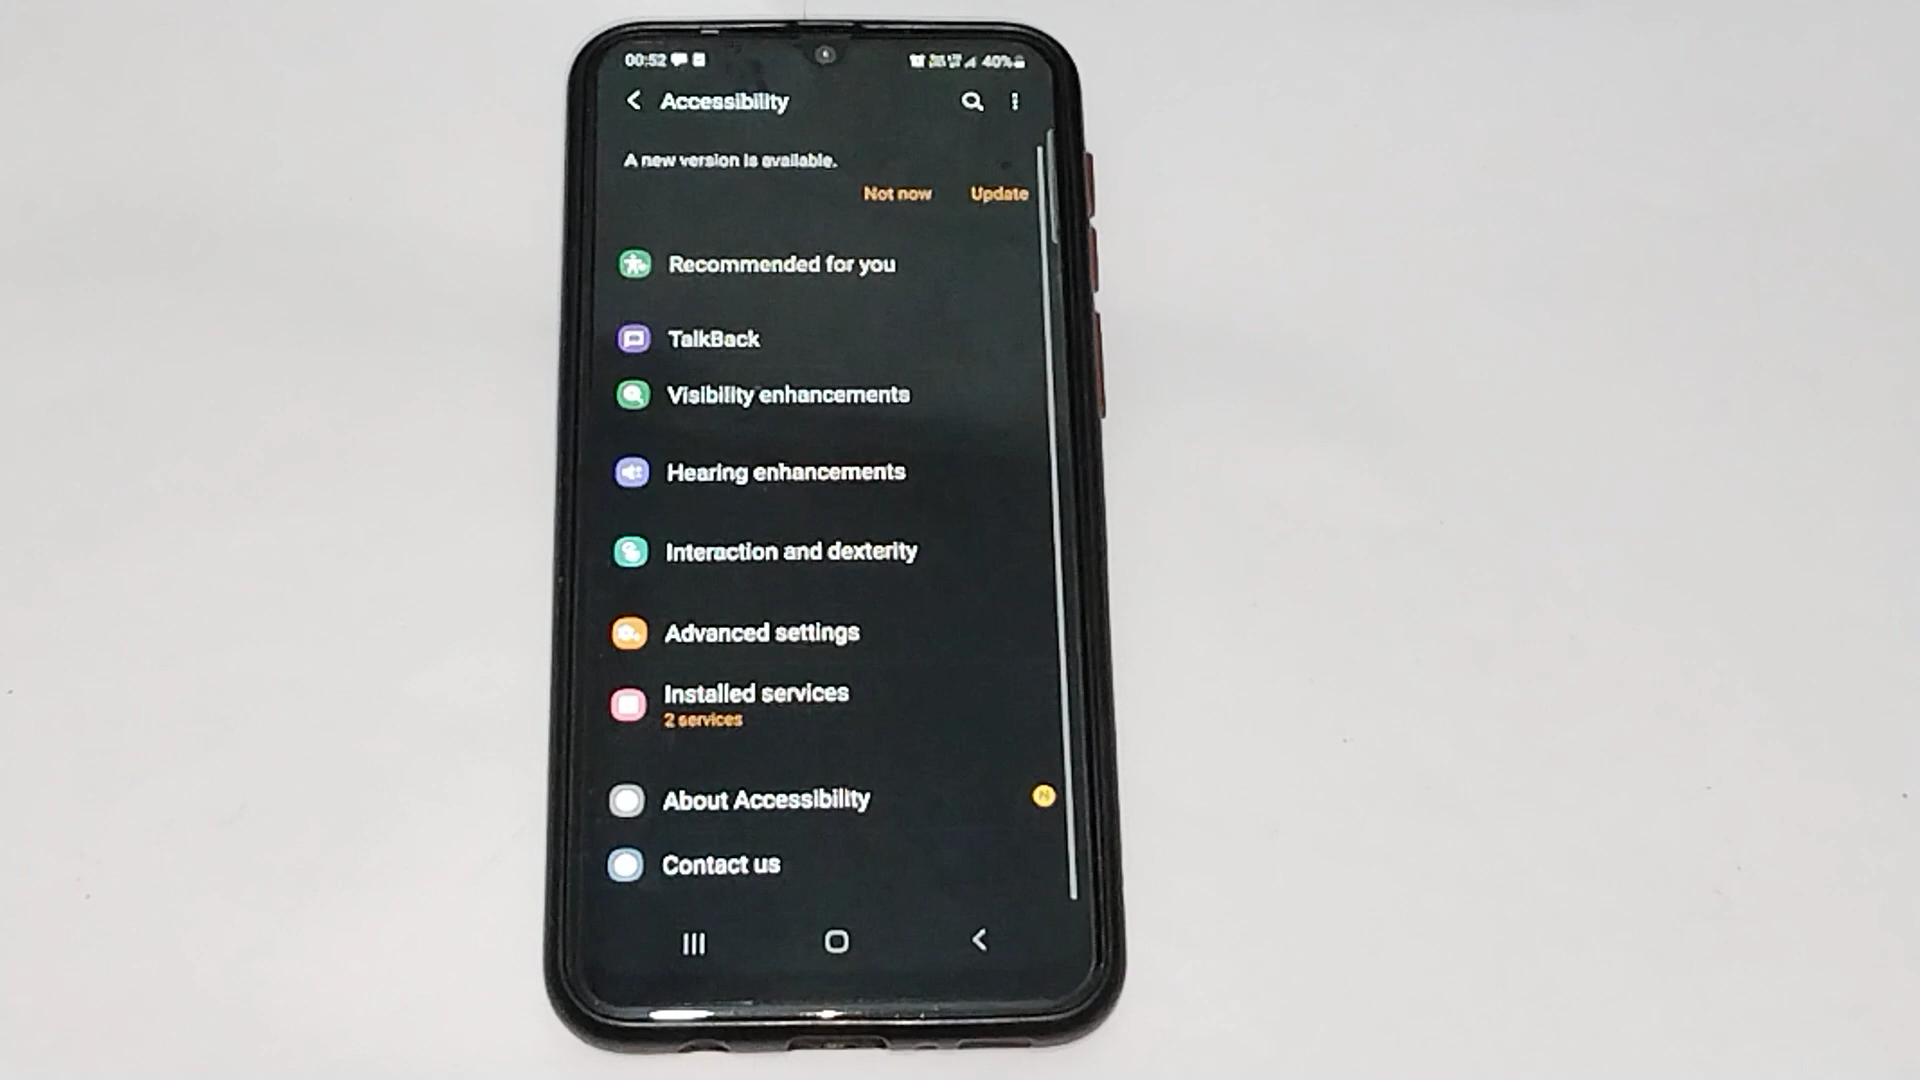 00:52
40%
Accessibility
A new version is available.
Not now Update
Recommended for you
TalkBack
Visibility enhancements
Hearing enhancements
Interaction and dexterity
Advanced settings
Installed services
2 services
About Accessibility
N
Contact us